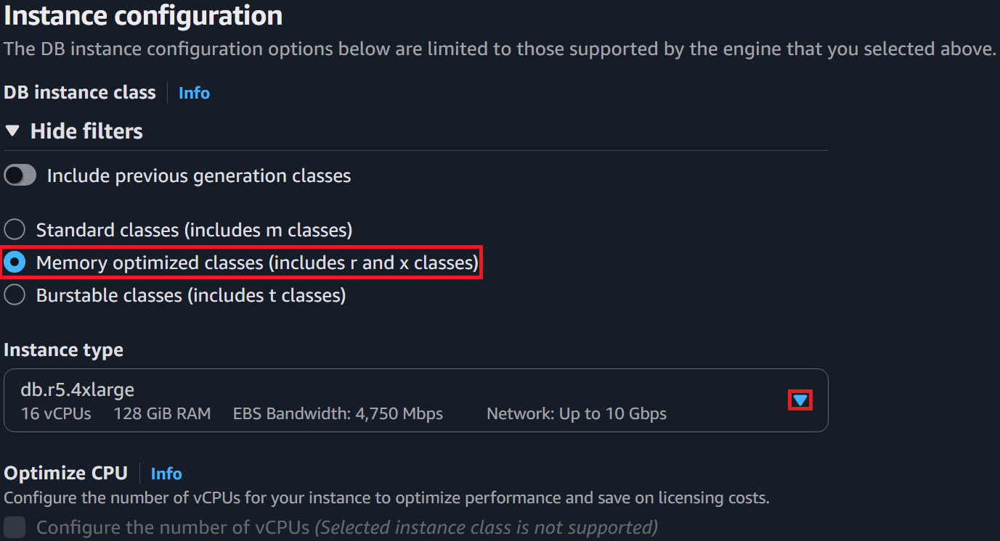 Instance configuration
The DB instance configuration options below are limited to those supported by the engine that you selected above.
DB instance class Info
Hide filters
Include previous generation classes
Standard classes (includes m classes)
Memory optimized classes (includes r and x classes)
Burstable classes (includes t classes)
Instance type
db.r5.4xlarge
16 vCPUs 128 GiB RAM EBS Bandwidth: 4,750 Mbps Network: Up to 10 Gbps
Optimize CPU Info
Configure the number of vCPUs for your instance to optimize performance and save on licensing costs.
Configure the number of vCPUs (Selected instance class is not supported)